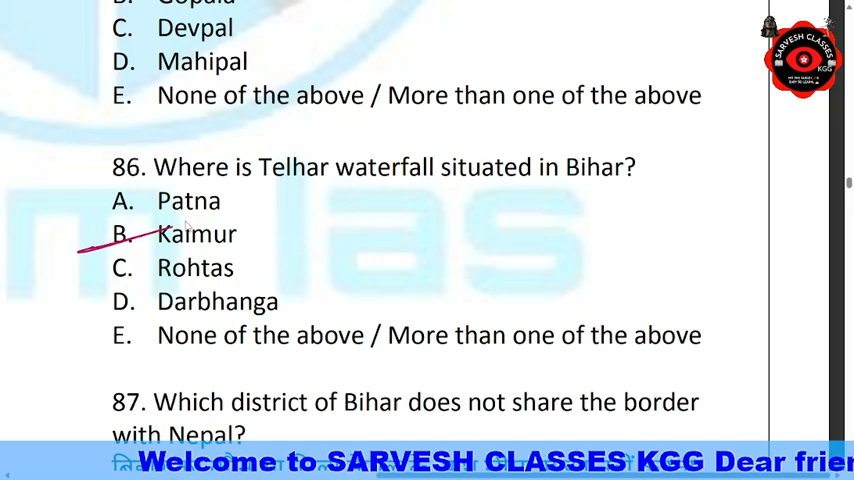 B. Gopala
C. Devpal
D. Mahipal
E. None of the above / More than one of the above
SARVESH CLASSES
KGG
86. Where is Telhar waterfall situated in Bihar?
A. Patna
B. Kaimur
C. Rohtas
D. Darbhanga
E. None of the above / More than one of the above
87. Which district of Bihar does not share the border
with Nepal?
Welcome to SARVESH CLASSES KGG Dear frien